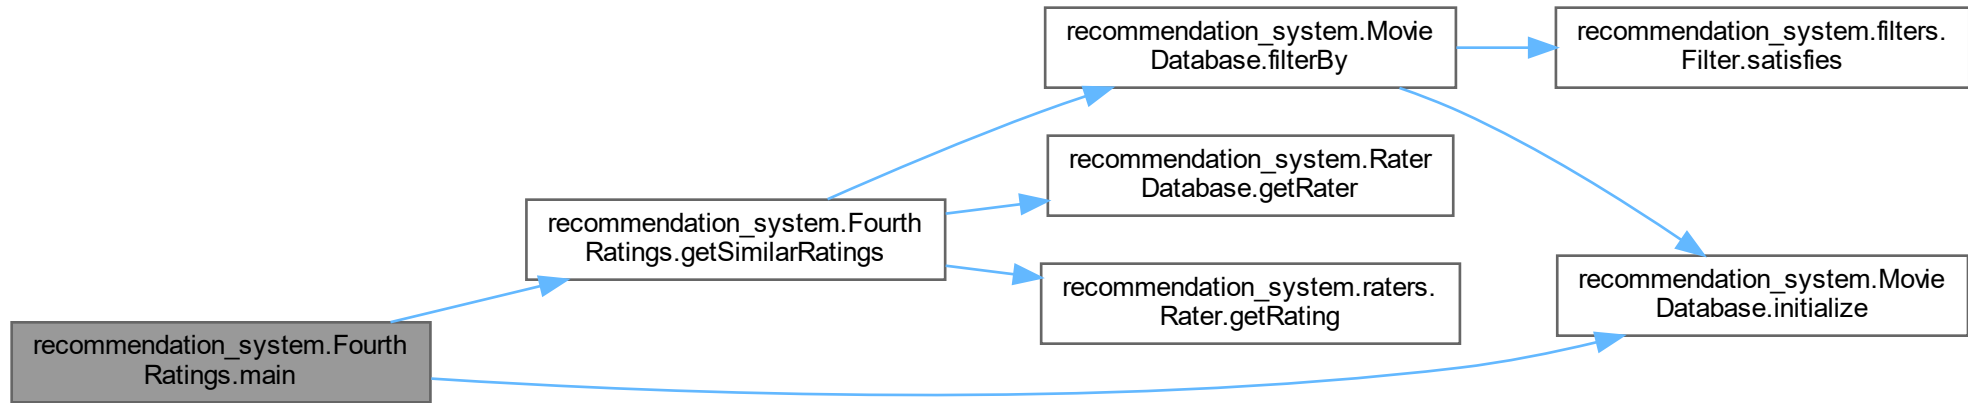 recommendation_system.Movie
Database.filterBy
recommendation_system.filters.
Filter.satisfies
recommendation_system.Rater
Database.getRater
recommendation_system.Fourth
Ratings.getSimilarRatings
recommendation_system.raters.
Rater.getRating
recommendation_system.Movie
Database.initialize
recommendation_system.Fourth
Ratings.main